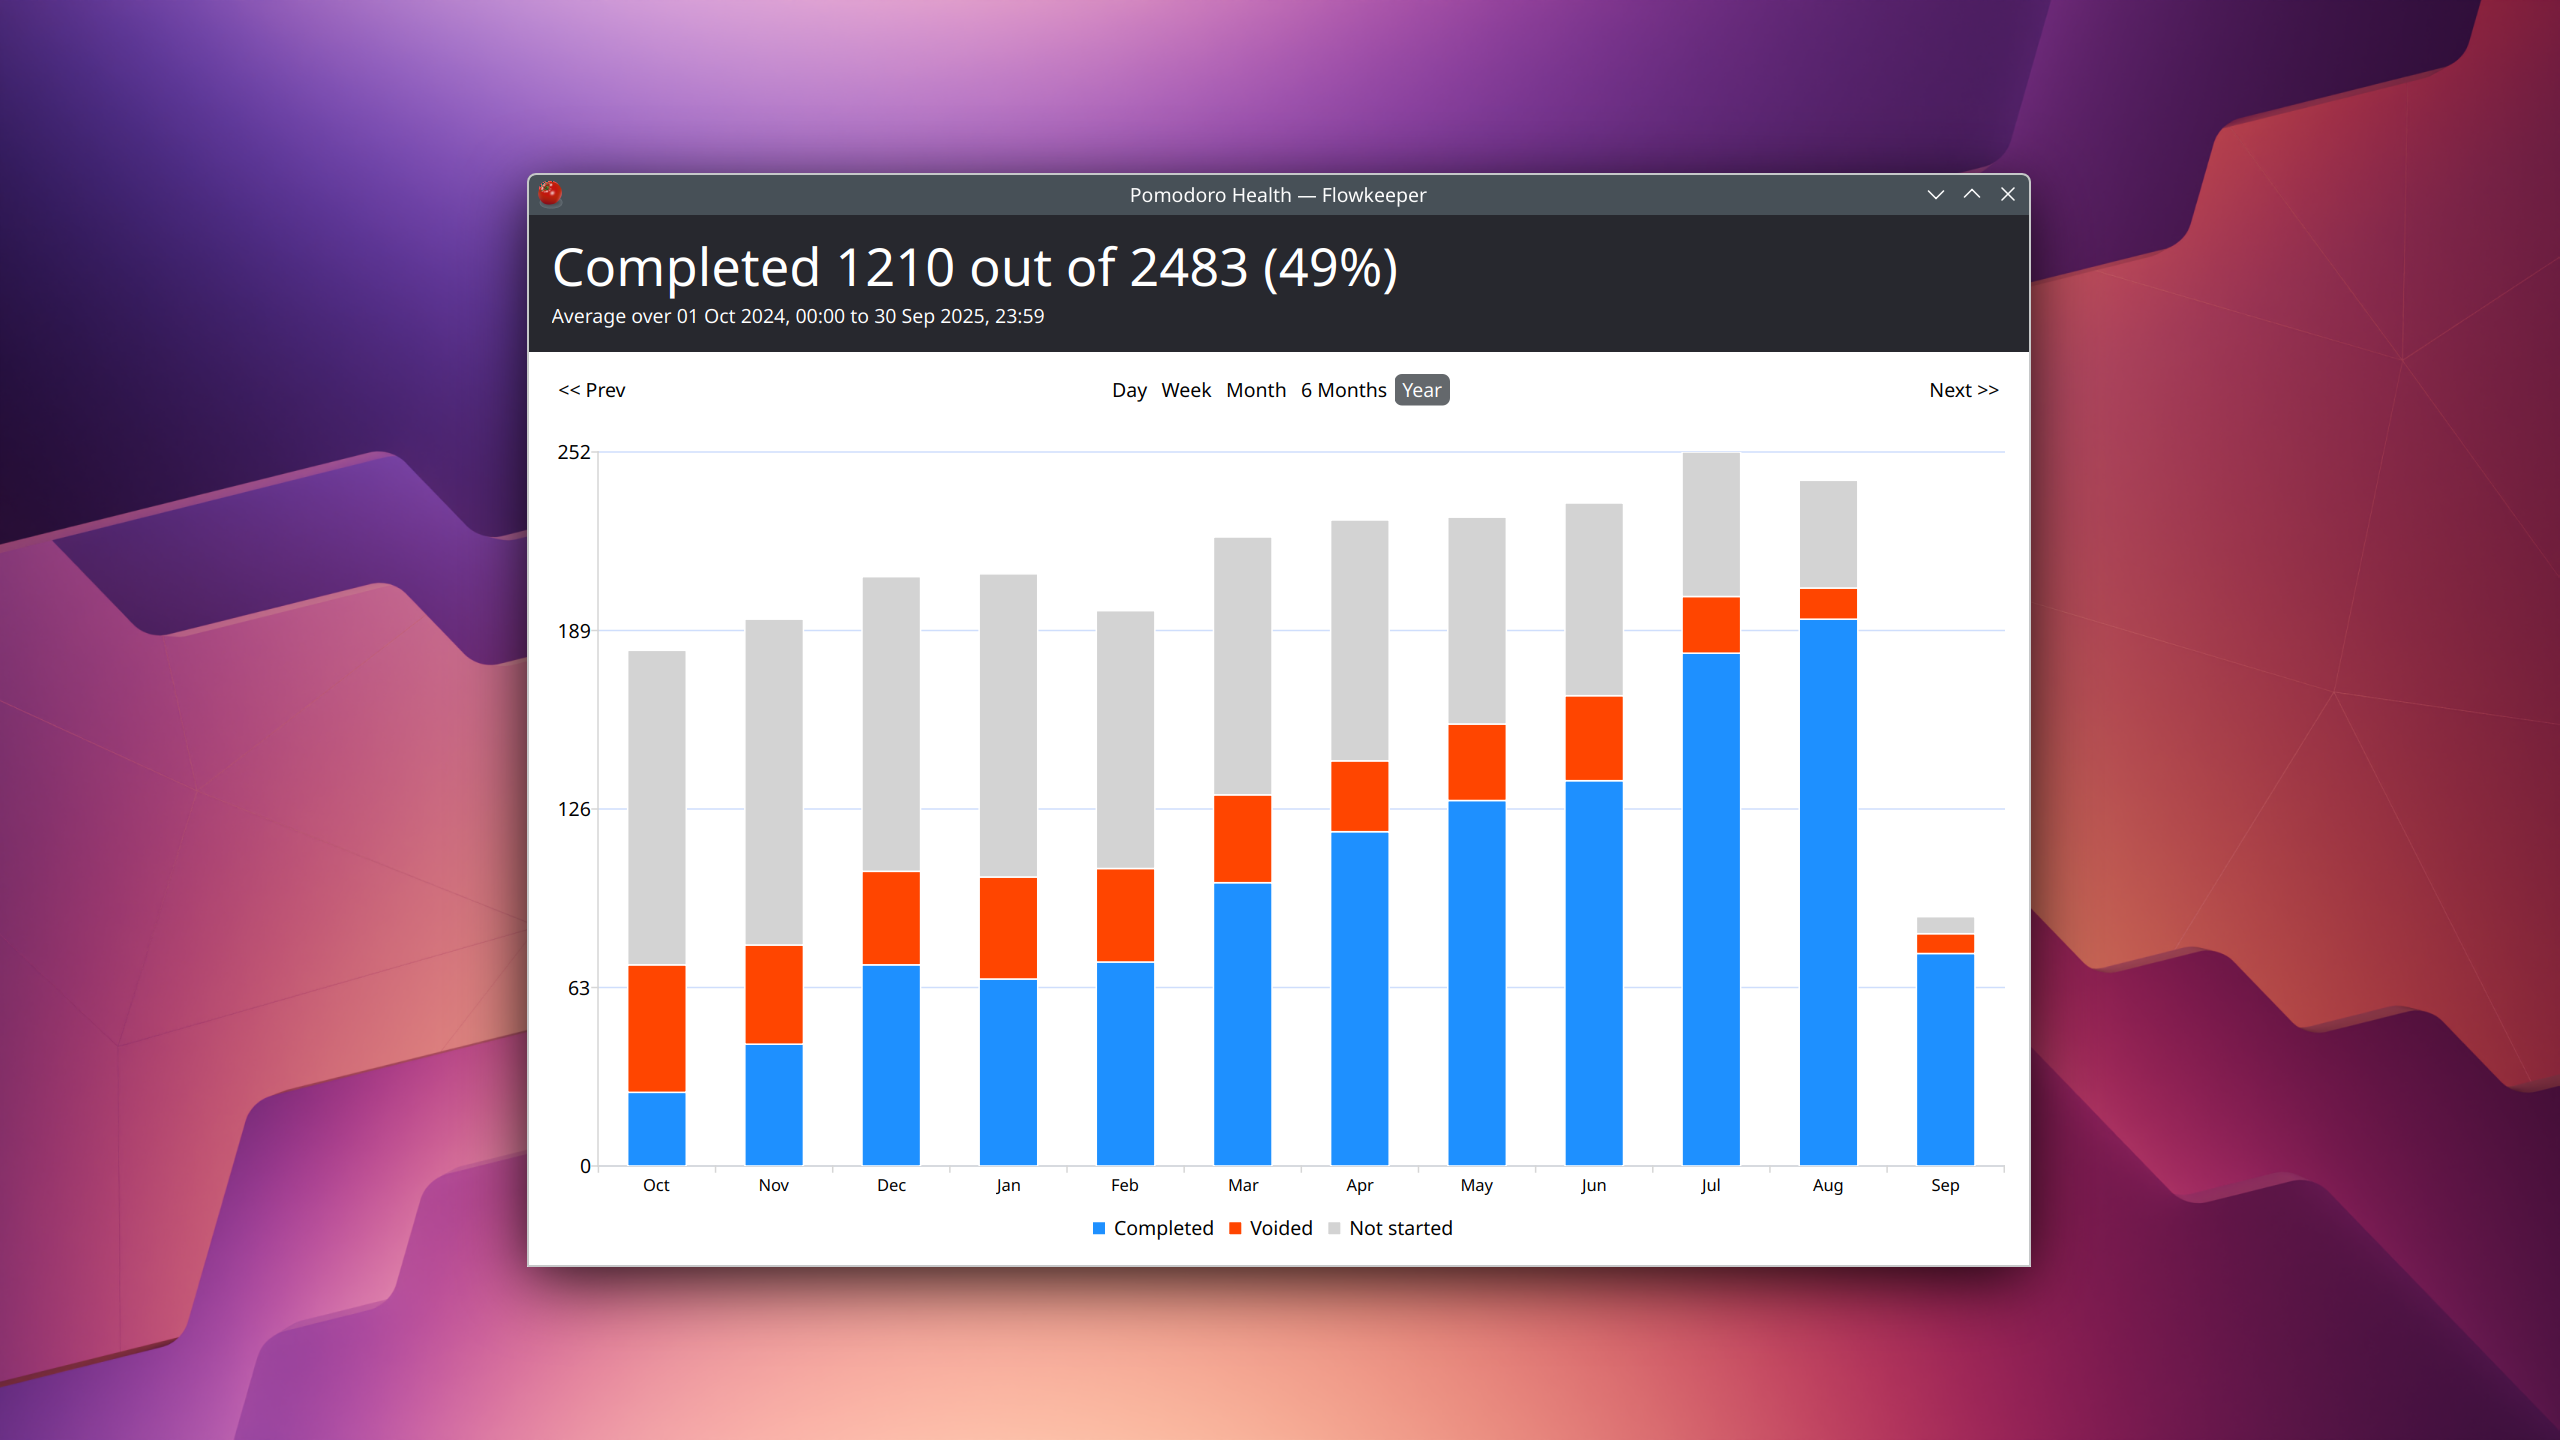 Pomodoro Health — Flowkeeper
Completed 1210 out of 2483 (49%)
Average over 01 Oct 2024, 00:00 to 30 Sep 2025, 23:59
<< Prev Day Week Month 6 Months Year Next >>
252
189
126
63
0
Oct Nov Dec Jan Feb Mar Apr May Jun Jul Aug Sep
Completed Voided Not started